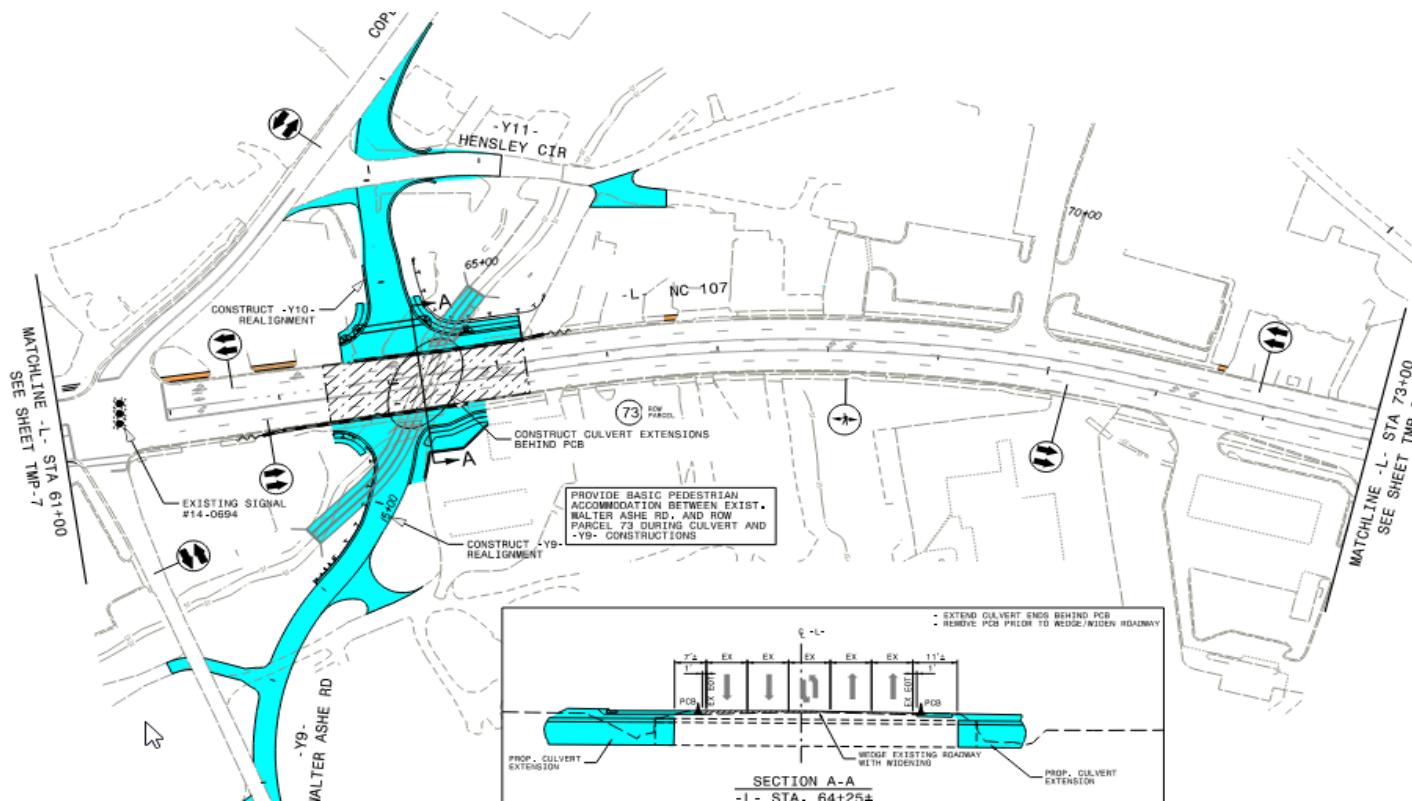 -Y11-
HENSLEY CIR
70+00
65+00
-L-
NC 107
A
CONSTRUCT -Y10-
REALIGNMENT
MATCHLINE -L- STA 61+00
SEE SHEET TMP-7
MATCHLINE -L- STA 73+00
SEE SHEET
73
ROW
PARCEL
CONSTRUCT CULVERT EXTENSIONS
BEHIND PCB
A
EXISTING SIGNAL
#14-0694
15+00
PROVIDE BASIC PEDESTRIAN
ACCOMMODATION BETWEEN EXIST.
WALTER ASHE RD. AND ROW
PARCEL 73 DURING CULVERT AND
-Y9- CONSTRUCTIONS
CONSTRUCT -Y9-
REALIGNMENT
-Y9-
WALTER ASHE RD
- EXTEND CULVERT ENDS BEHIND PCB
- REMOVE PCB PRIOR TO WEDGE/WIDEN ROADWAY
℄ -L-
7'± EX EX EX EX EX 11'±
1' 1'
EX EOT EX EOT
PCB PCB
PROP. CULVERT
EXTENSION
WEDGE EXISTING ROADWAY
WITH WIDENING
PROP. CULVERT
EXTENSION
SECTION A-A
-L- STA. 64+25±